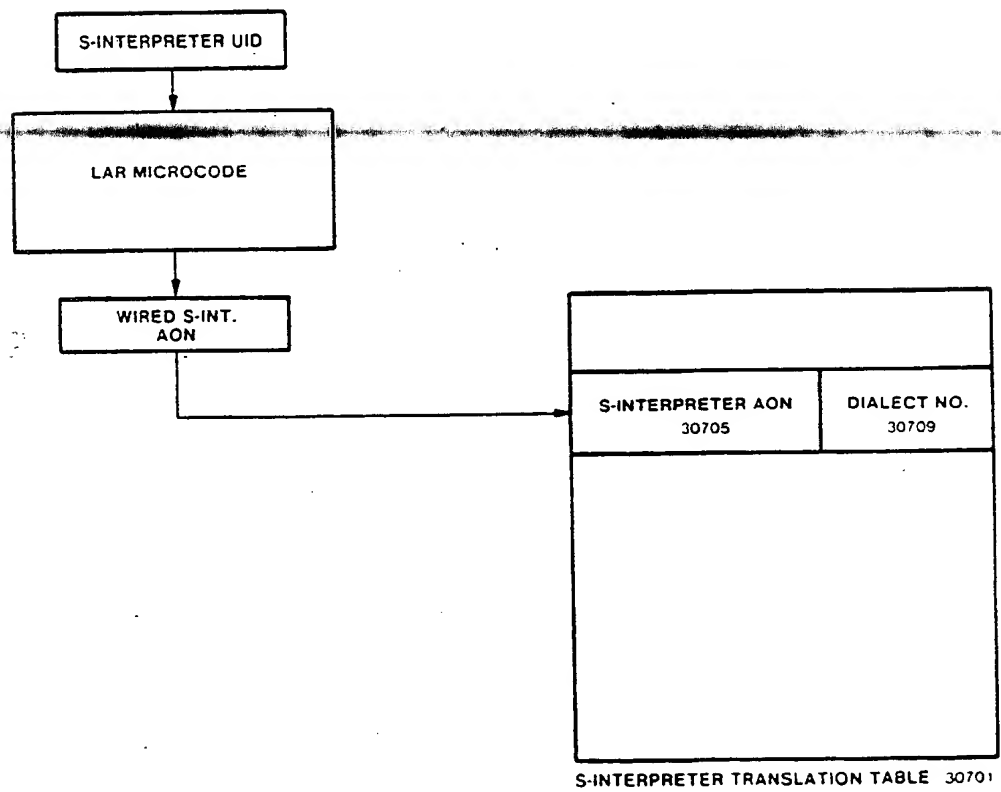 S-INTERPRETER UID
LAR MICROCODE
WIRED S-INT.
AON
S-INTERPRETER AON
30705
DIALECT NO.
30709
S-INTERPRETER TRANSLATION TABLE 30701